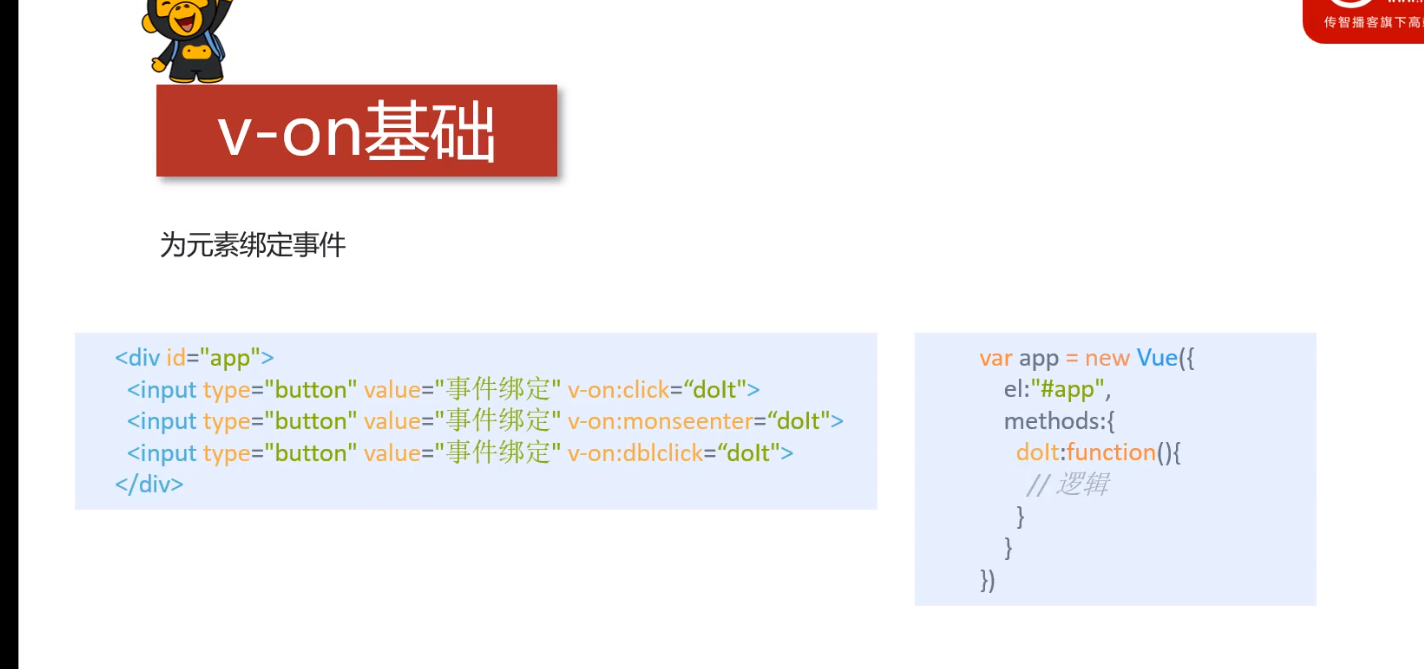 传智播客旗下高
v-on基础
为元素绑定事件
<div id="app">
<input type="button" value="事件绑定" v-on:click=“doIt">
<input type="button" value="事件绑定" v-on:monseenter=“doIt">
<input type="button" value="事件绑定" v-on:dblclick=“doIt">
</div>
var app = new Vue({
el:"#app",
methods:{
doIt:function(){
// 逻辑
}
}
})